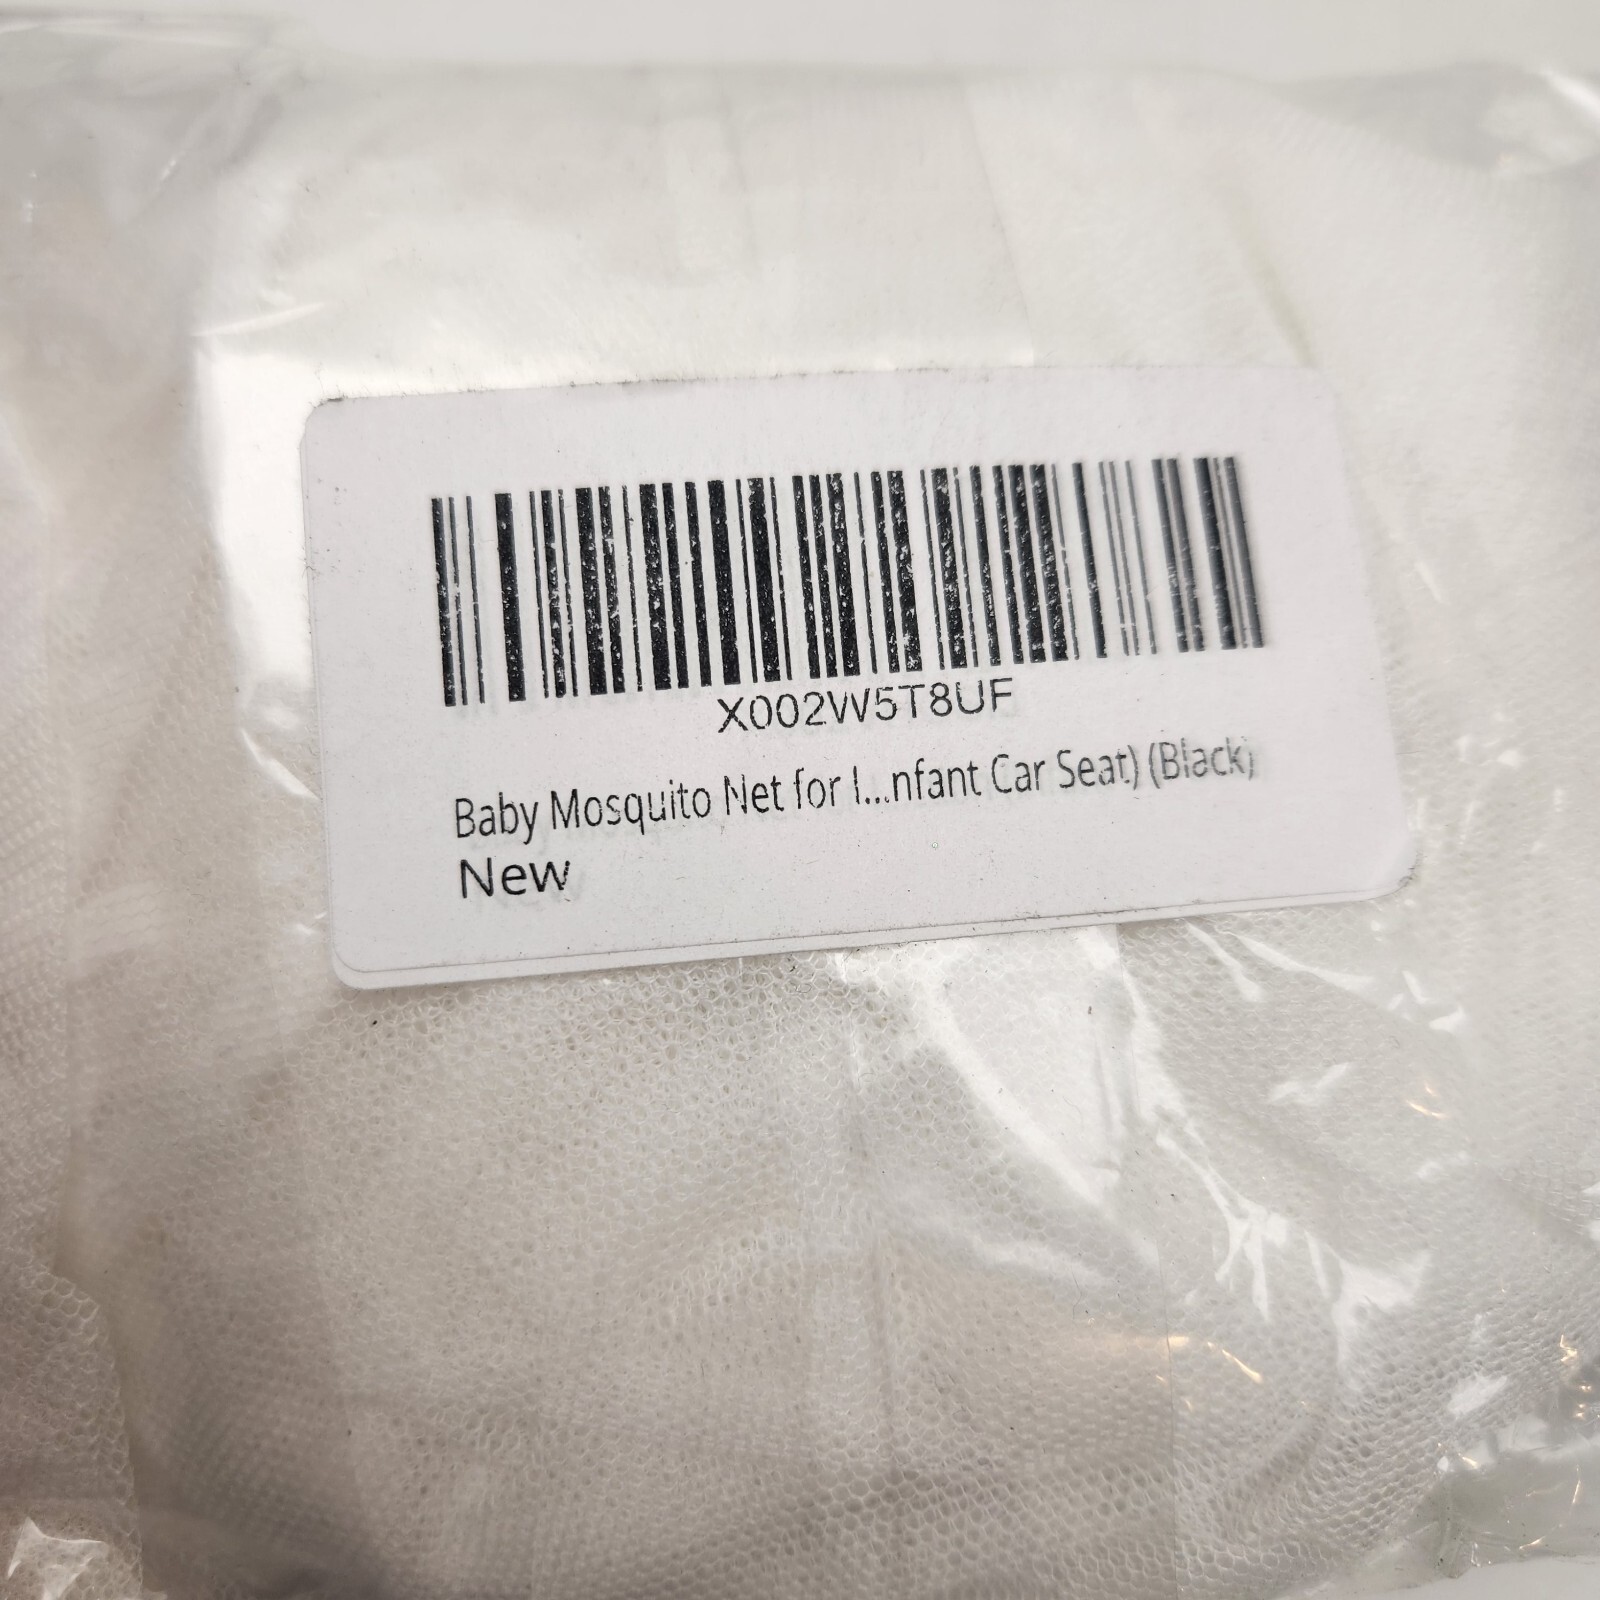 X002W5T8UF
Baby Mosquito Net for I...nfant Car Seat) (Black)
New